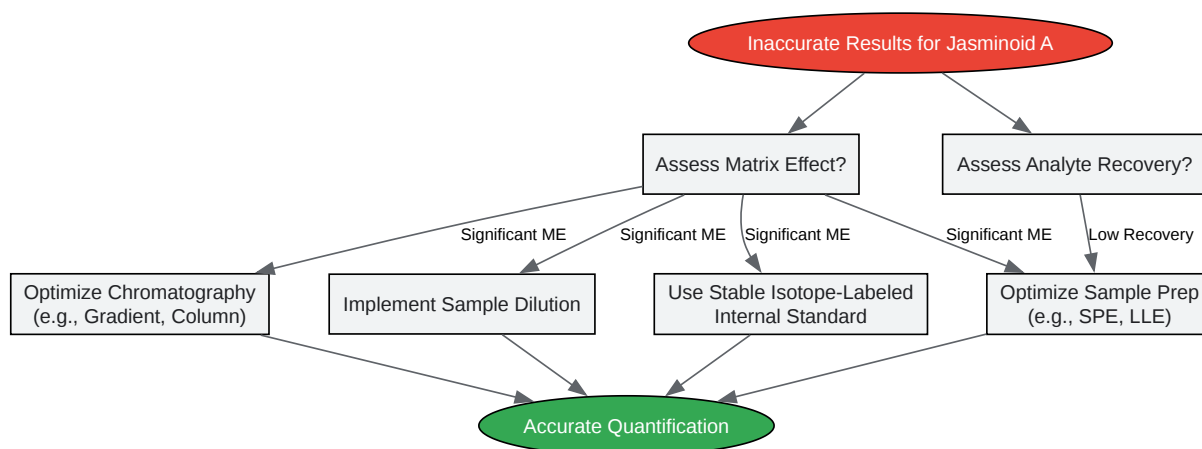 Inaccurate Results for Jasminoid A
Assess Matrix Effect?
Assess Analyte Recovery?
Significant ME
Significant ME
Significant ME
Significant ME
Low Recovery
Optimize Chromatography
(e.g., Gradient, Column)
Implement Sample Dilution
Use Stable Isotope-Labeled
Internal Standard
Optimize Sample Prep
(e.g., SPE, LLE)
Accurate Quantification